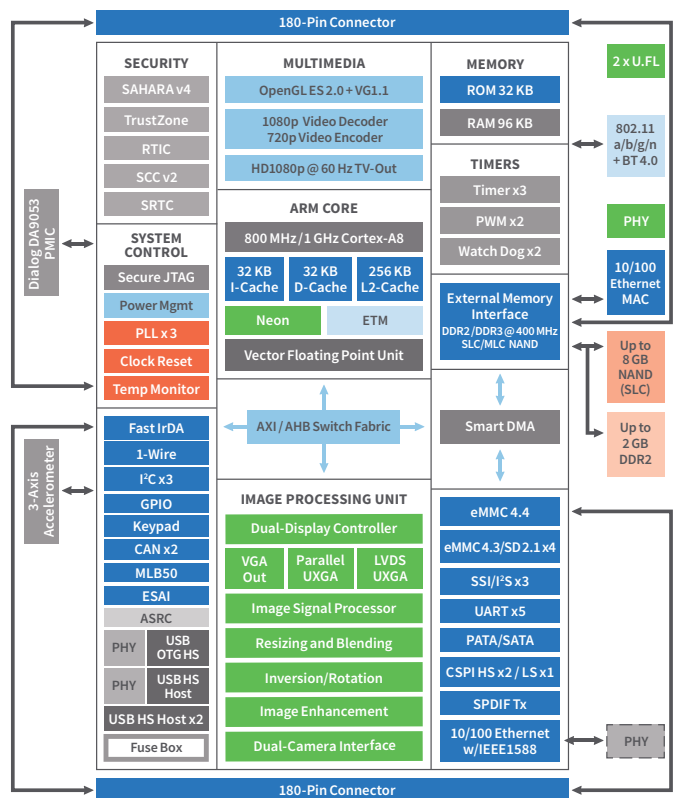 180-Pin Connector
SECURITY
SAHARA v4
TrustZone
RTIC
SCC v2
SRTC
SYSTEM
CONTROL
Secure JTAG
Power Mgmt
PLL x 3
Clock Reset
Temp Monitor
Dialog DA9053
PMIC
MULTIMEDIA
OpenGL ES 2.0 + VG1.1
1080p Video Decoder
720p Video Encoder
HD1080p @ 60 Hz TV-Out
ARM CORE
800 MHz/1 GHz Cortex-A8
32 KB
I-Cache
32 KB
D-Cache
256 KB
L2-Cache
Neon
ETM
Vector Floating Point Unit
MEMORY
ROM 32 KB
RAM 96 KB
TIMERS
Timer x3
PWM x2
Watch Dog x2
External Memory
Interface
DDR2/DDR3 @ 400 MHz
SLC/MLC NAND
2 x U.FL
802.11
a/b/g/n
+ BT 4.0
PHY
10/100
Ethernet
MAC
Up to
8 GB
NAND
(SLC)
Up to
2 GB
DDR2
AXI / AHB Switch Fabric
Smart DMA
3-Axis
Accelerometer
Fast IrDA
1-Wire
I²C x3
GPIO
Keypad
CAN x2
MLB50
ESAI
ASRC
PHY
USB
OTG HS
PHY
USB HS
Host
USB HS Host x2
Fuse Box
IMAGE PROCESSING UNIT
Dual-Display Controller
VGA
Out
Parallel
UXGA
LVDS
UXGA
Image Signal Processor
Resizing and Blending
Inversion/Rotation
Image Enhancement
Dual-Camera Interface
eMMC 4.4
eMMC 4.3/SD 2.1 x4
SSI/I²S x3
UART x5
PATA/SATA
CSPI HS x2 / LS x1
SPDIF Tx
10/100 Ethernet
w/IEEE1588
PHY
180-Pin Connector